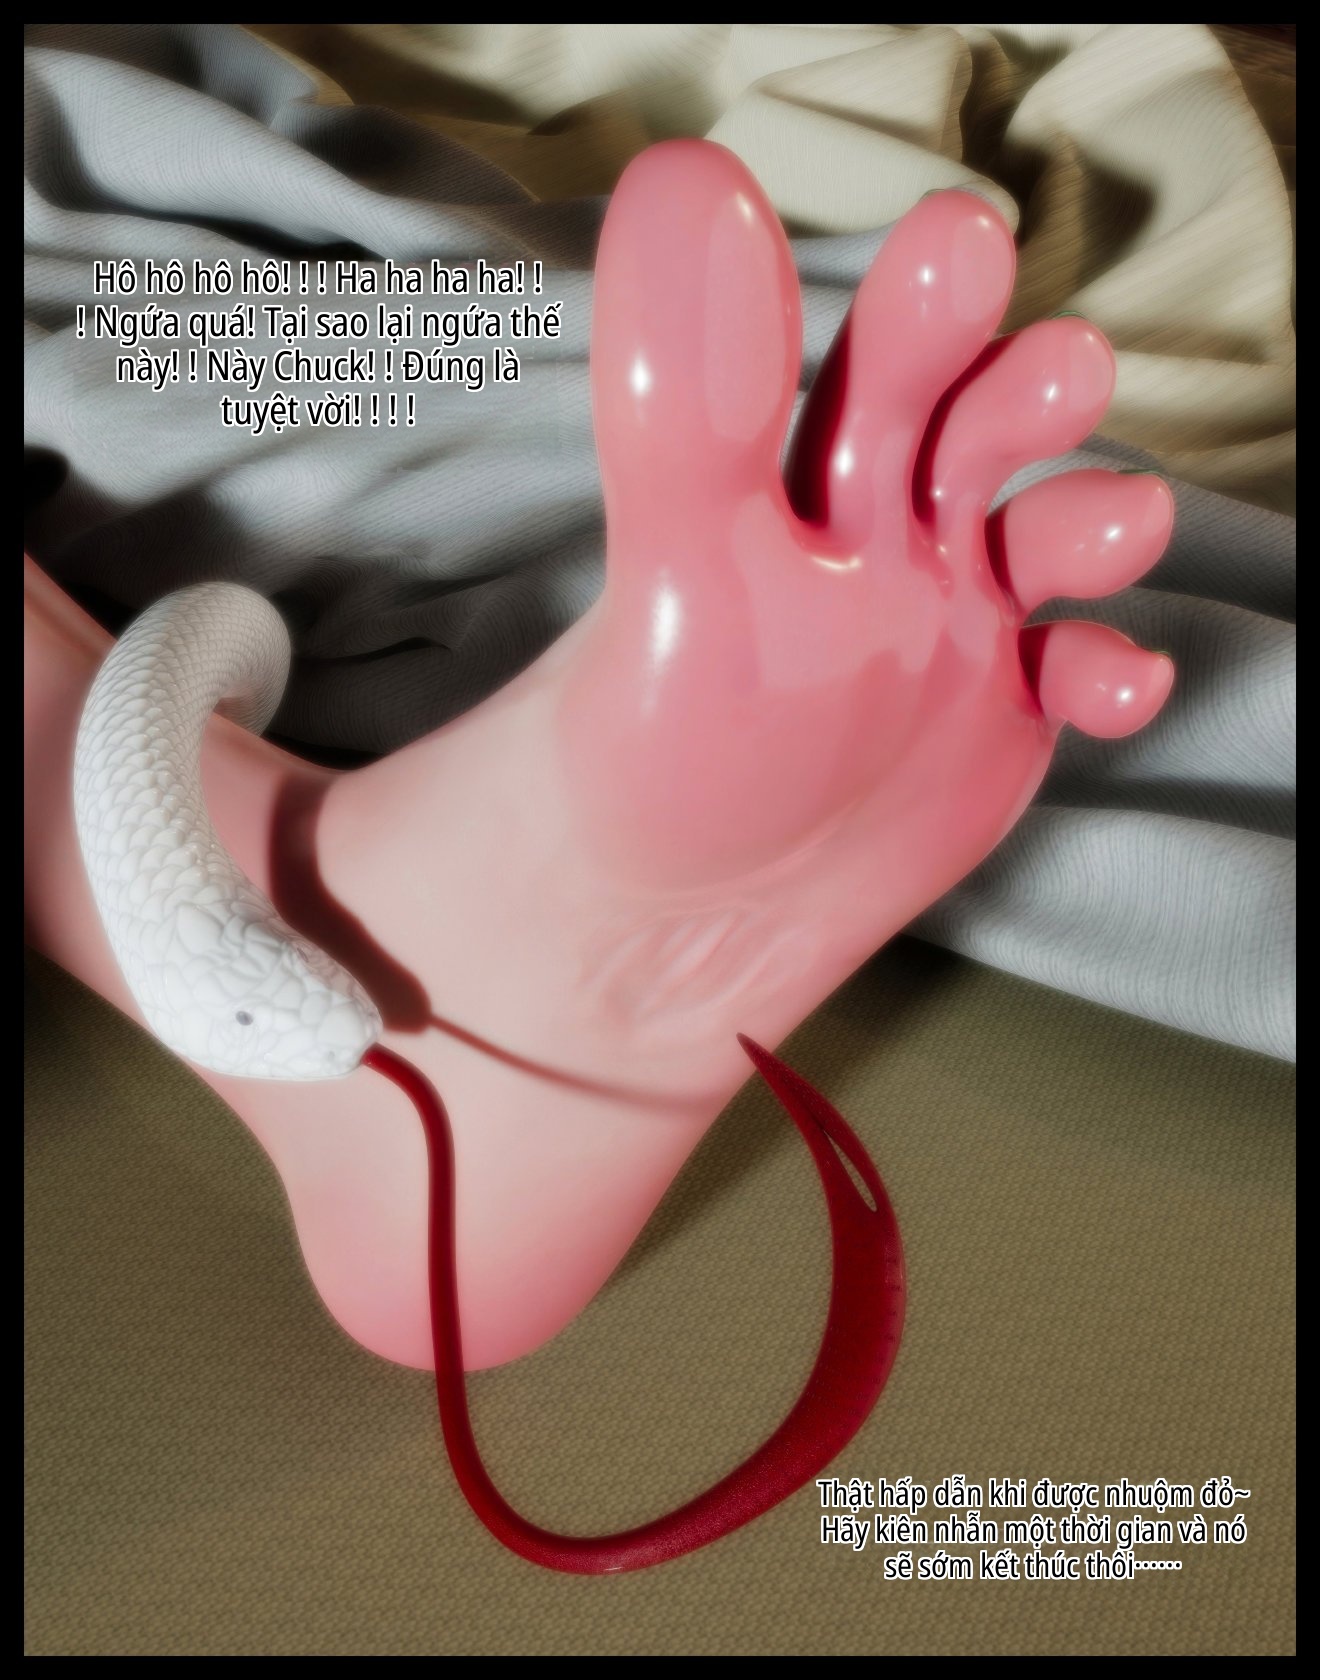 Hô hô hô hô! ! ! Ha ha ha ha! !
! Ngứa quá! Tại sao lại ngứa thế
này! ! Này Chuck! ! Đúng là
tuyệt vời! ! ! !
Thật hấp dẫn khi được nhuộm đỏ~
Hãy kiên nhẫn một thời gian và nó
sẽ sớm kết thúc thôi⋯⋯